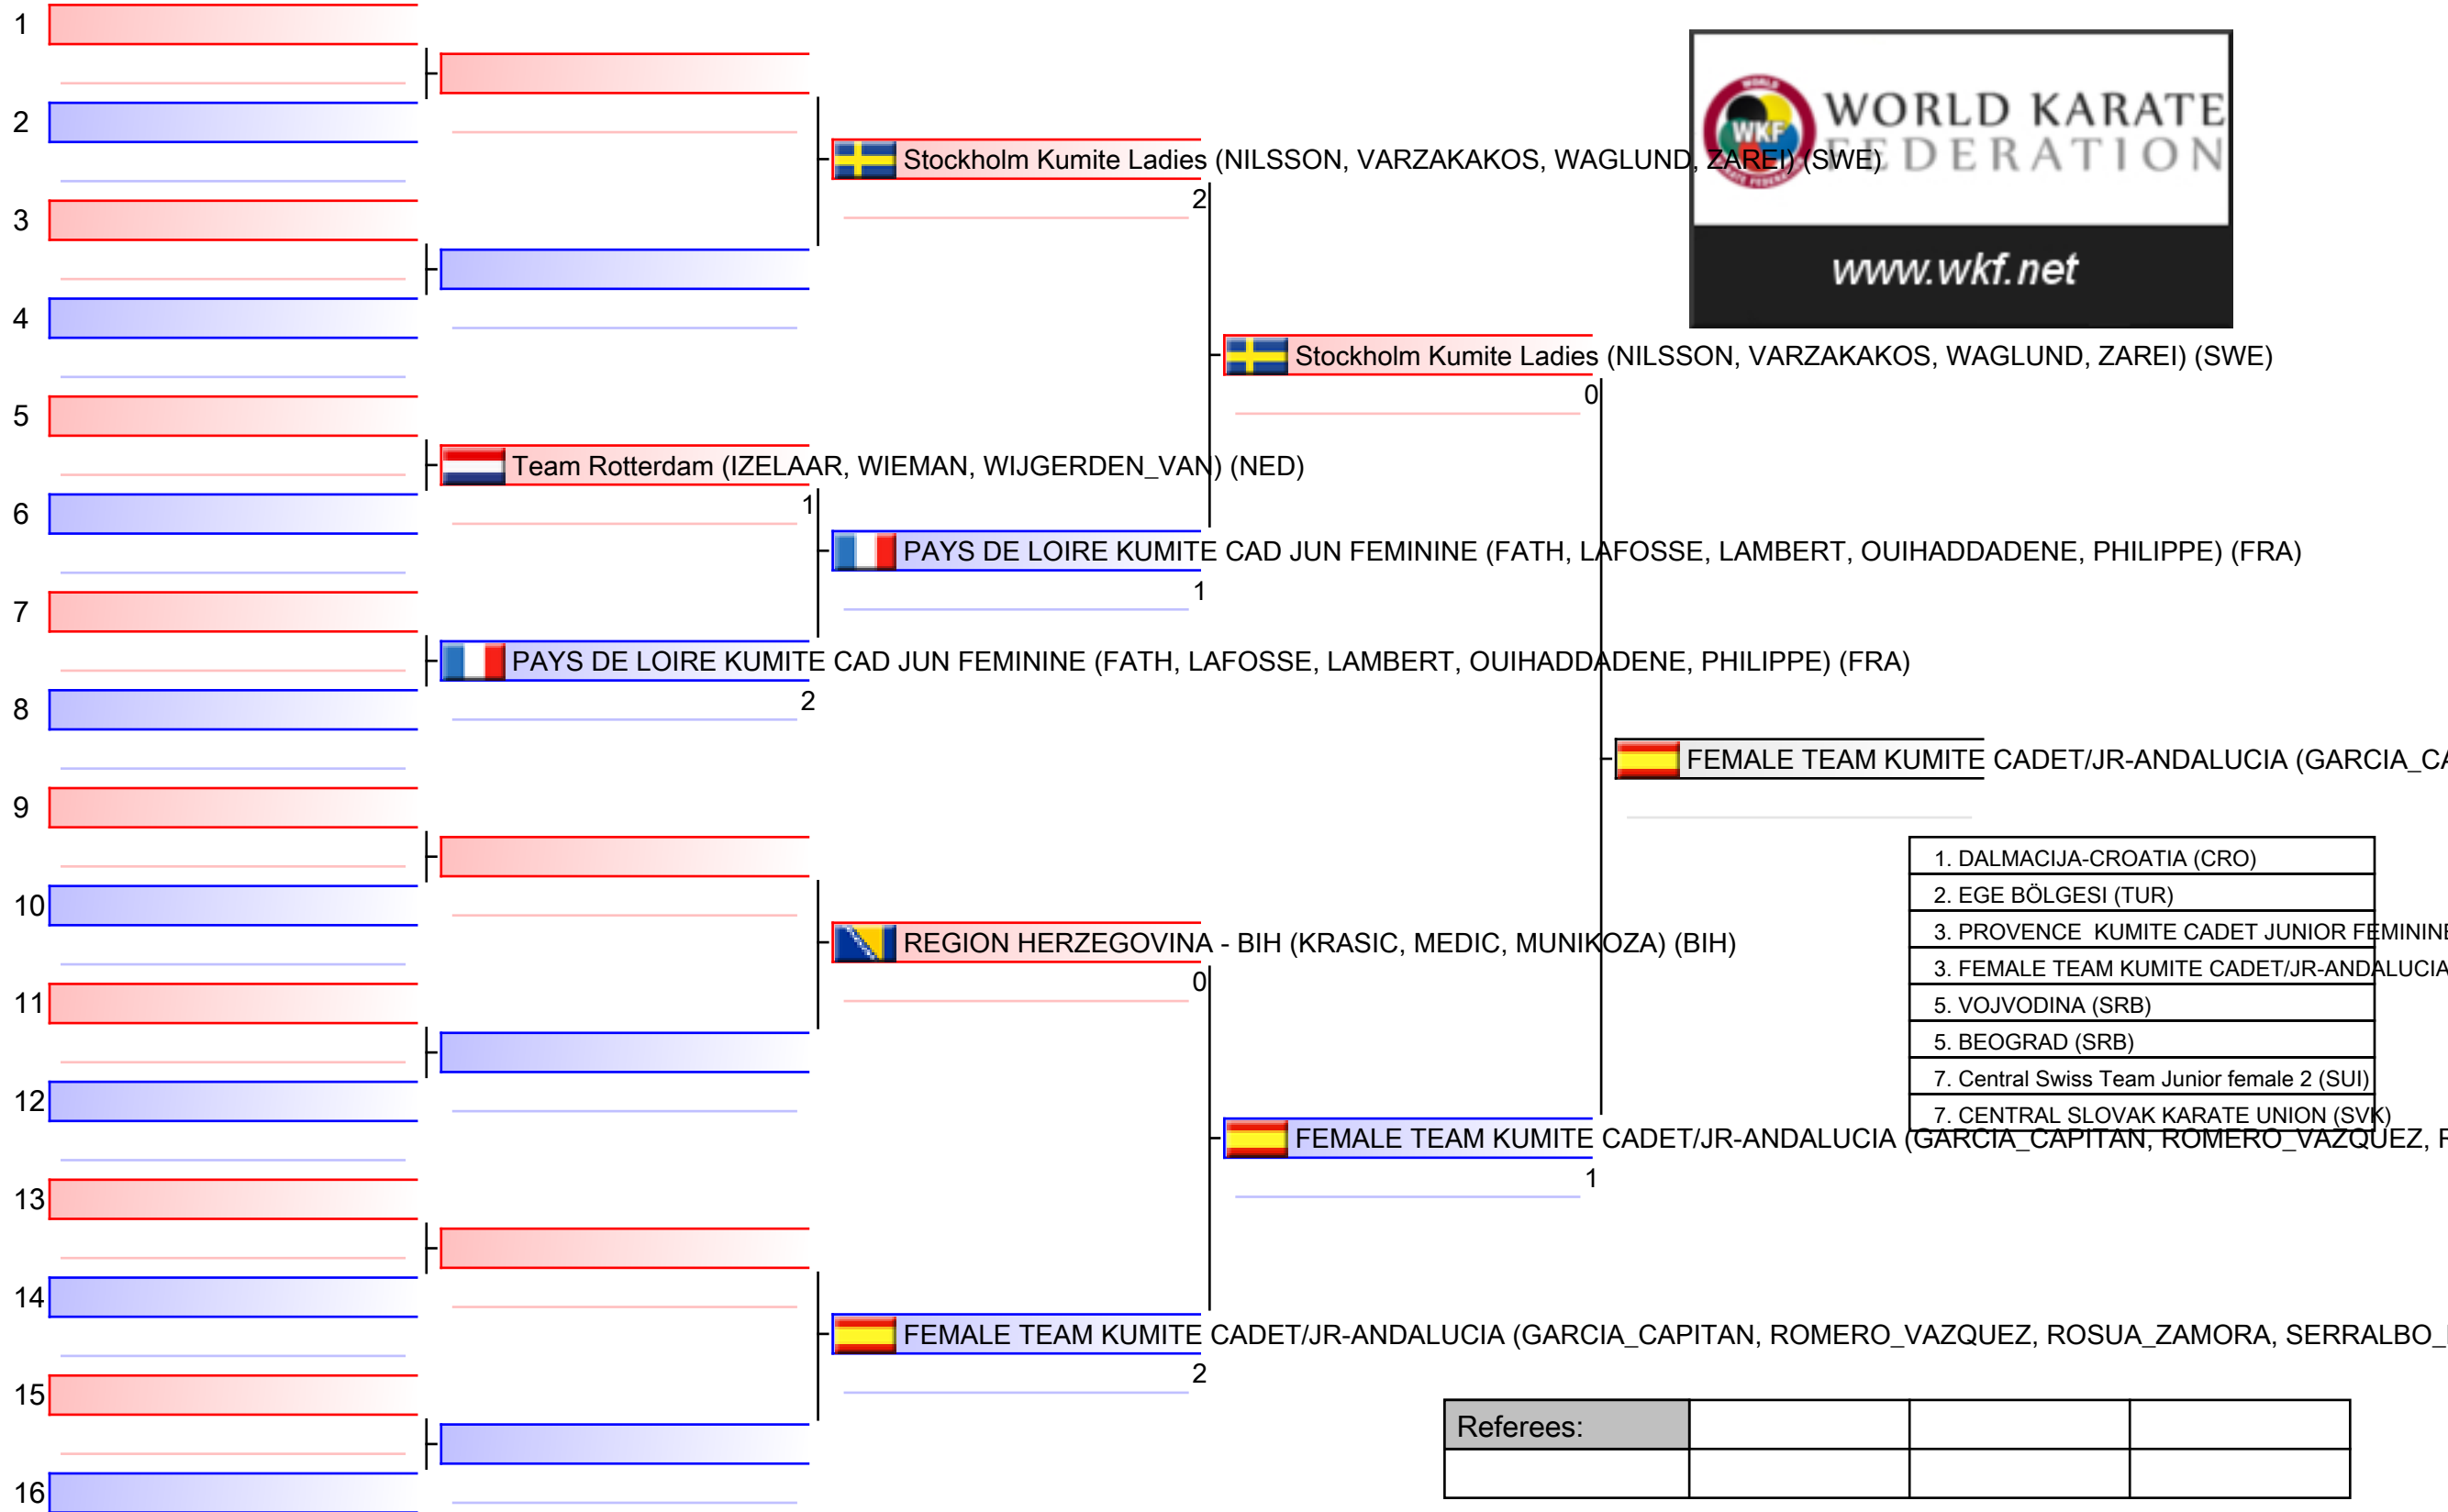 1
2
3
4
5
6
7
8
9
10
11
12
13
14
15
16
Team Rotterdam (IZELAAR, WIEMAN, WIJGERDEN_VAN) (NED)
1
PAYS DE LOIRE KUMITE CAD JUN FEMININE (FATH, LAFOSSE, LAMBERT, OUIHADDADENE, PHILIPPE) (FRA)
2
Stockholm Kumite Ladies (NILSSON, VARZAKAKOS, WAGLUND, ZAREI) (SWE)
2
PAYS DE LOIRE KUMITE CAD JUN FEMININE (FATH, LAFOSSE, LAMBERT, OUIHADDADENE, PHILIPPE) (FRA)
1
REGION HERZEGOVINA - BIH (KRASIC, MEDIC, MUNIKOZA) (BIH)
0
FEMALE TEAM KUMITE CADET/JR-ANDALUCIA (GARCIA_CAPITAN, ROMERO_VAZQUEZ, ROSUA_ZAMORA, SERRALBO_
2
Stockholm Kumite Ladies (NILSSON, VARZAKAKOS, WAGLUND, ZAREI) (SWE)
0
FEMALE TEAM KUMITE CADET/JR-ANDALUCIA (GARCIA_CAPITAN, ROMERO_VAZQUEZ,
1
FEMALE TEAM KUMITE CADET/JR-ANDALUCIA (GARCIA_CA
WKF
WORLD KARATE
FEDERATION
www.wkf.net
1. DALMACIJA-CROATIA (CRO)
2. EGE BÖLGESI (TUR)
3. PROVENCE  KUMITE CADET JUNIOR FEMININE
3. FEMALE TEAM KUMITE CADET/JR-ANDALUCIA
5. VOJVODINA (SRB)
5. BEOGRAD (SRB)
7. Central Swiss Team Junior female 2 (SUI)
7. CENTRAL SLOVAK KARATE UNION (SVK)
Referees: